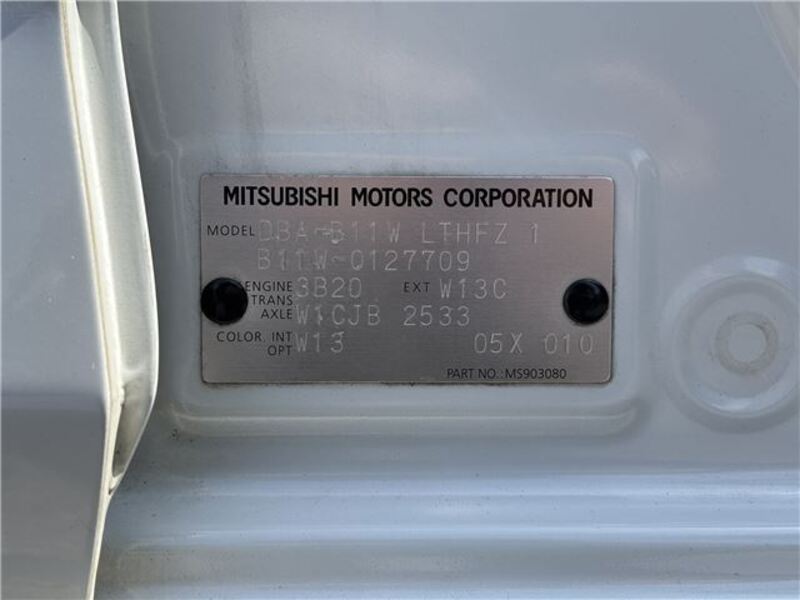 MITSUBISHI MOTORS CORPORATION
MODEL DBA-B11W LTHFZ 1
B11W-0127709
ENGINE 3B20 EXT W13C
TRANS
AXLE W1CJB 2533
COLOR. INT W13 05X 010
OPT
PART NO.: MS903080